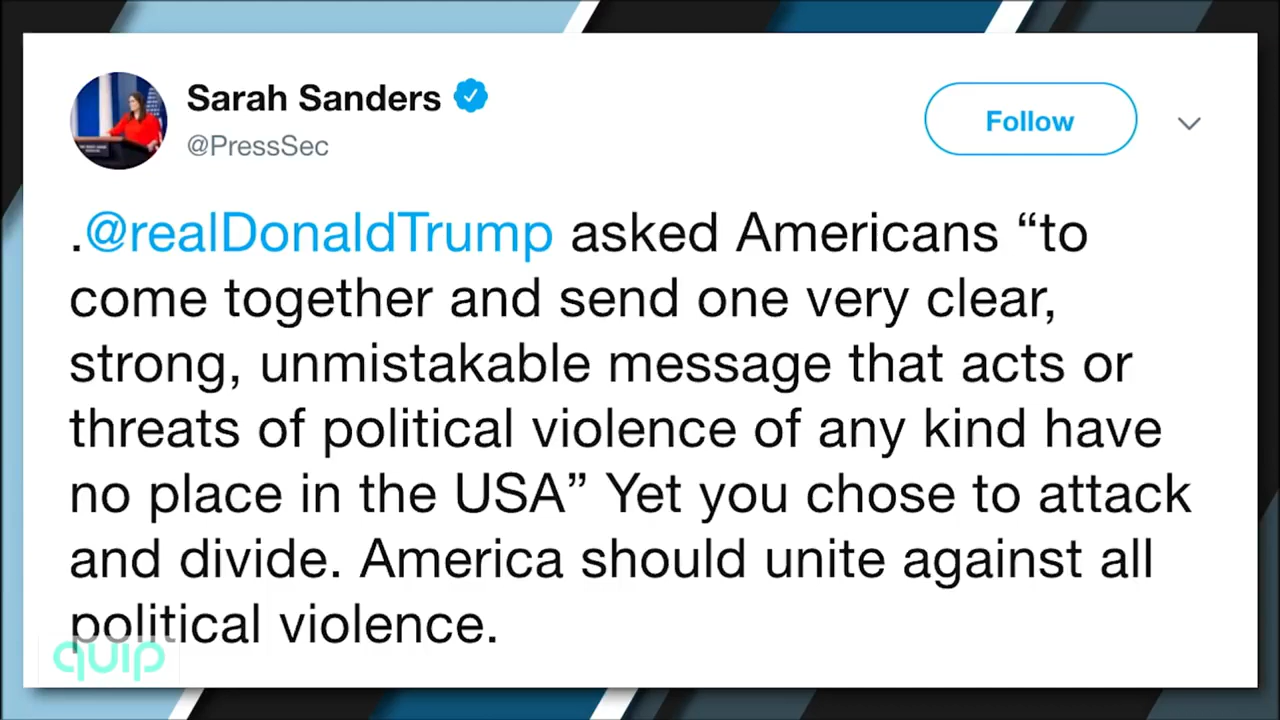 Sarah Sanders
@PressSec
Follow
.@realDonaldTrump asked Americans “to
come together and send one very clear,
strong, unmistakable message that acts or
threats of political violence of any kind have
no place in the USA” Yet you chose to attack
and divide. America should unite against all
political violence.
quip